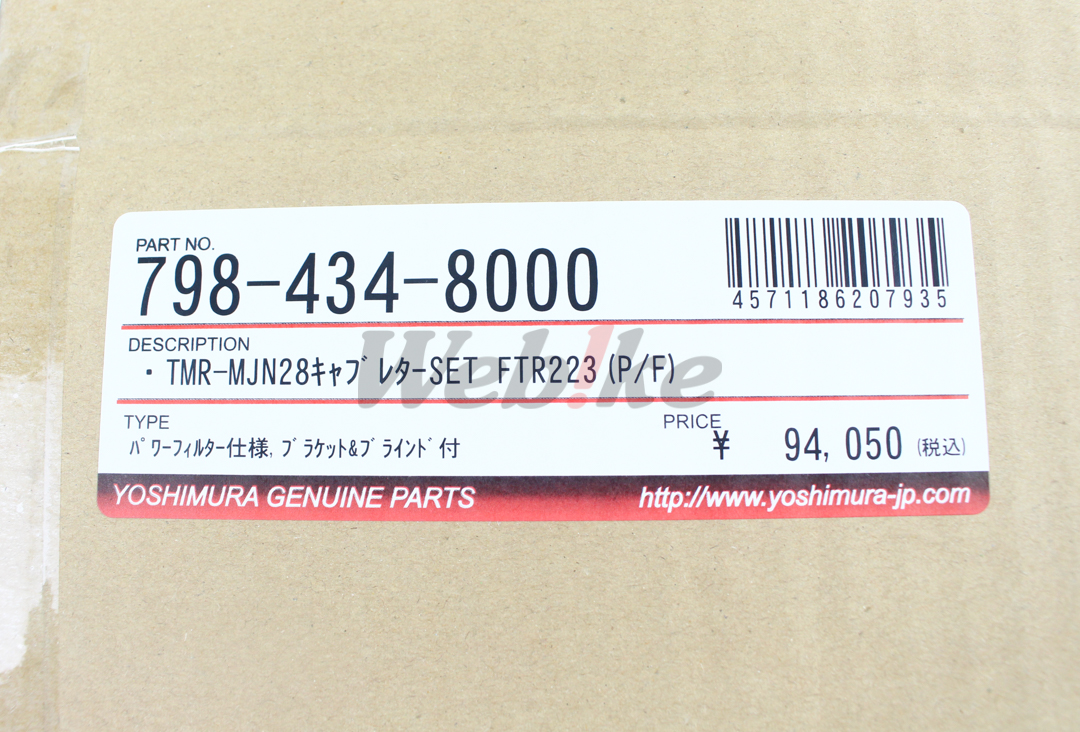 PART NO.
798-434-8000
4571186207935
DESCRIPTION
・TMR-MJN28ｷｬﾌﾞﾚﾀｰSET FTR223(P/F)
Web!ke
TYPE
ﾊﾟﾜｰﾌｨﾙﾀｰ仕様,ﾌﾞﾗｹｯﾄ&ﾌﾞﾗｲﾝﾄﾞ付
PRICE
¥ 94,050 (税込)
YOSHIMURA GENUINE PARTS
http://www.yoshimura-jp.com